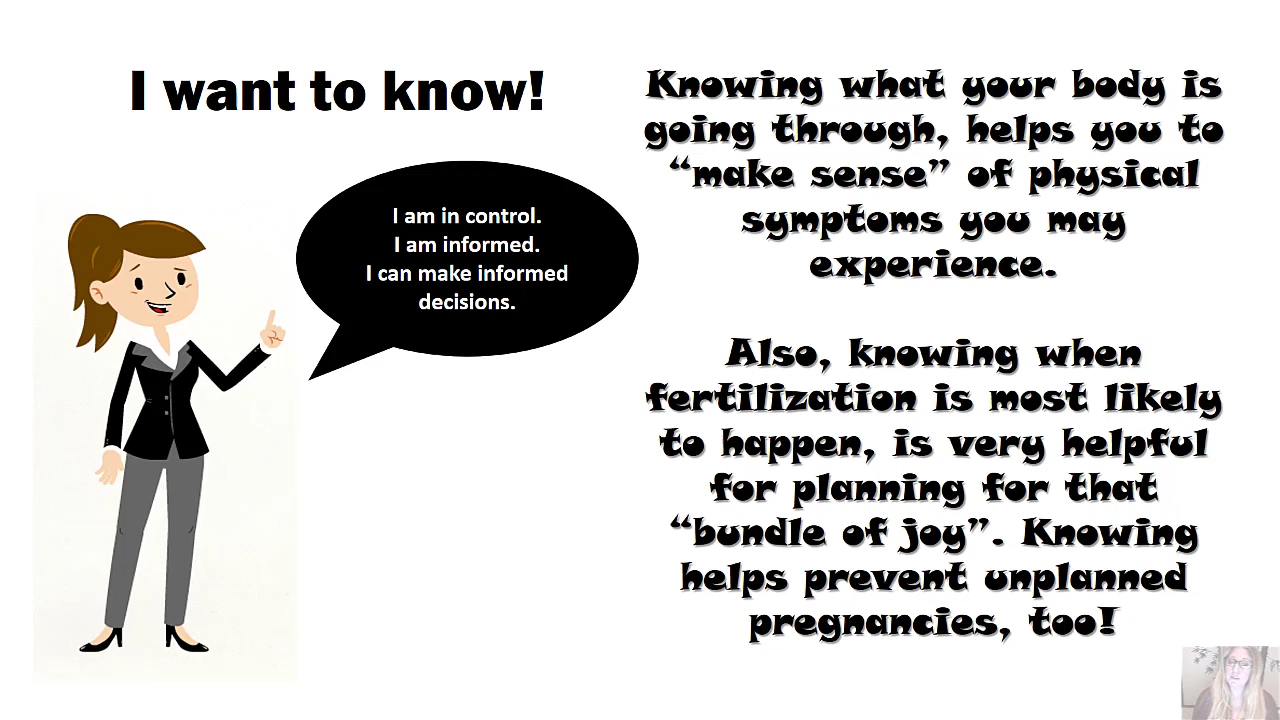 I want to know!
I am in control.
I am informed.
I can make informed
decisions.
Knowing what your body is
going through, helps you to
“make sense” of physical
symptoms you may
experience.
Also, knowing when
fertilization is most likely
to happen, is very helpful
for planning for that
“bundle of joy”. Knowing
helps prevent unplanned
pregnancies, too!